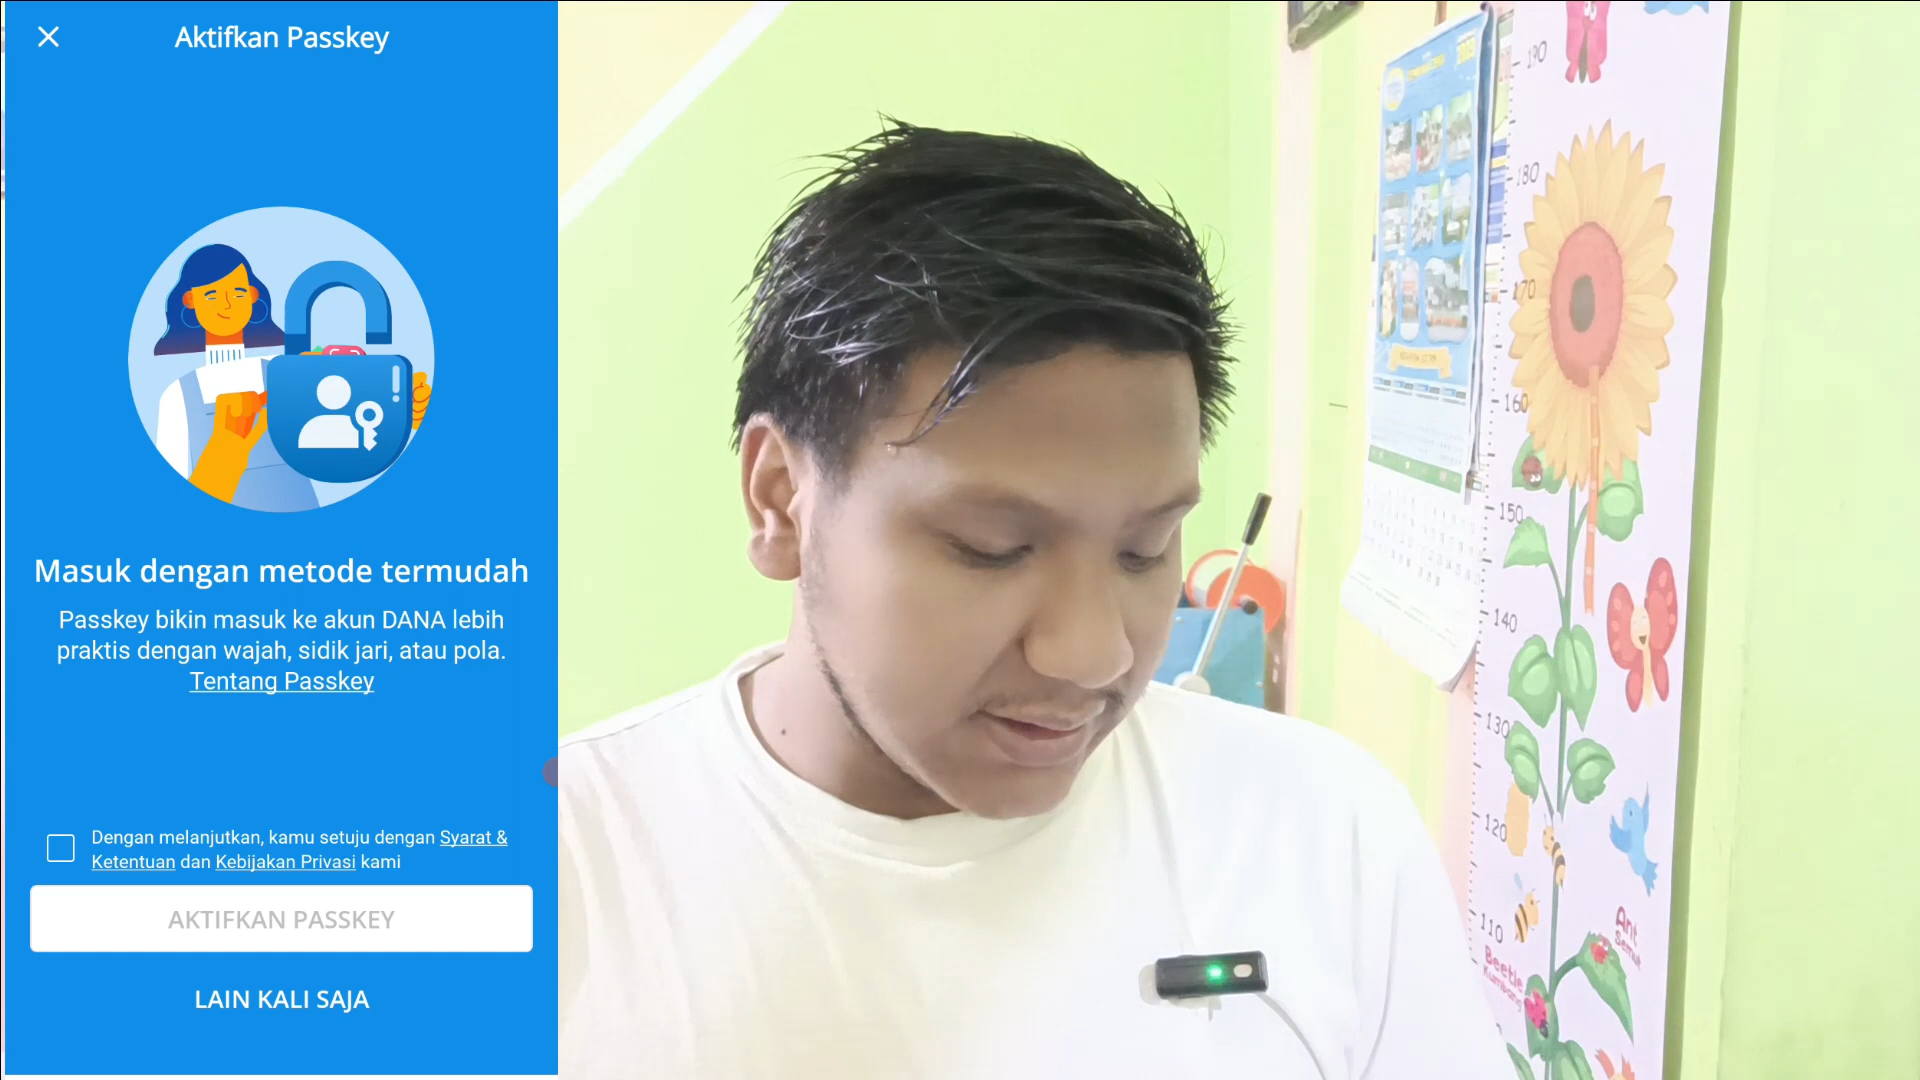 Aktifkan Passkey
Masuk dengan metode termudah
Passkey bikin masuk ke akun DANA lebih
praktis dengan wajah, sidik jari, atau pola.
Tentang Passkey
Dengan melanjutkan, kamu setuju dengan Syarat &
Ketentuan dan Kebijakan Privasi kami
AKTIFKAN PASSKEY
LAIN KALI SAJA
190
180
170
160
150
140
130
120
110
Ant
Semut
Beetle
Kumbang